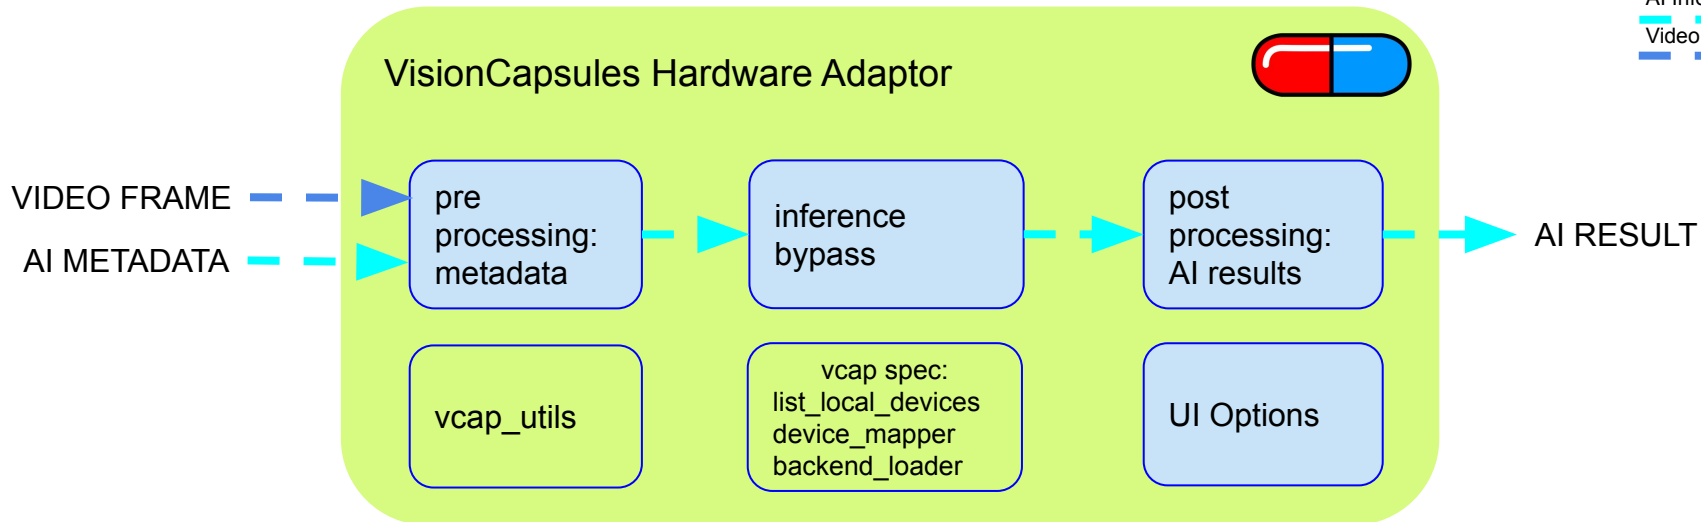 Video
VisionCapsules Hardware Adaptor
VIDEO FRAME
AI METADATA
pre
processing:
metadata
inference
bypass
post
processing:
AI results
AI RESULT
vcap_utils
vcap spec:
list_local_devices
device_mapper
backend_loader
UI Options